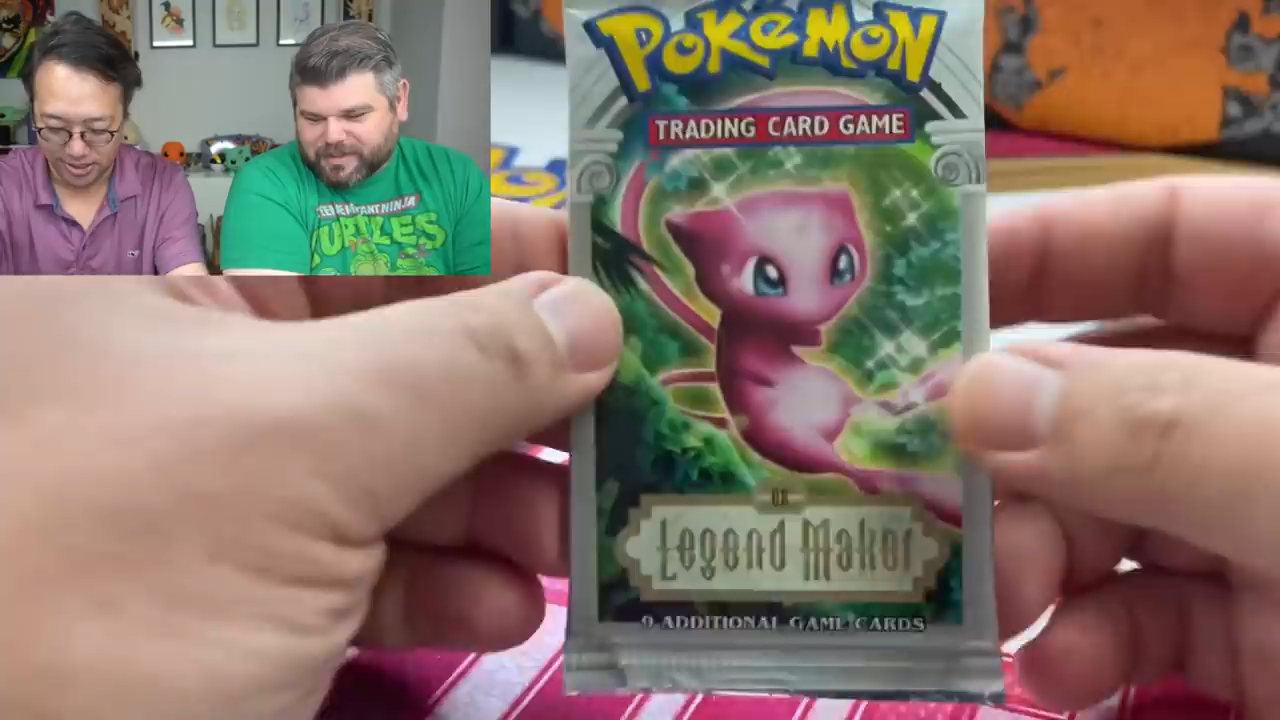 POKéMON
TRADING CARD GAME
TEENAGE MUTANT NINJA
TURTLES
EX
Legend Maker
9 ADDITIONAL GAME CARDS